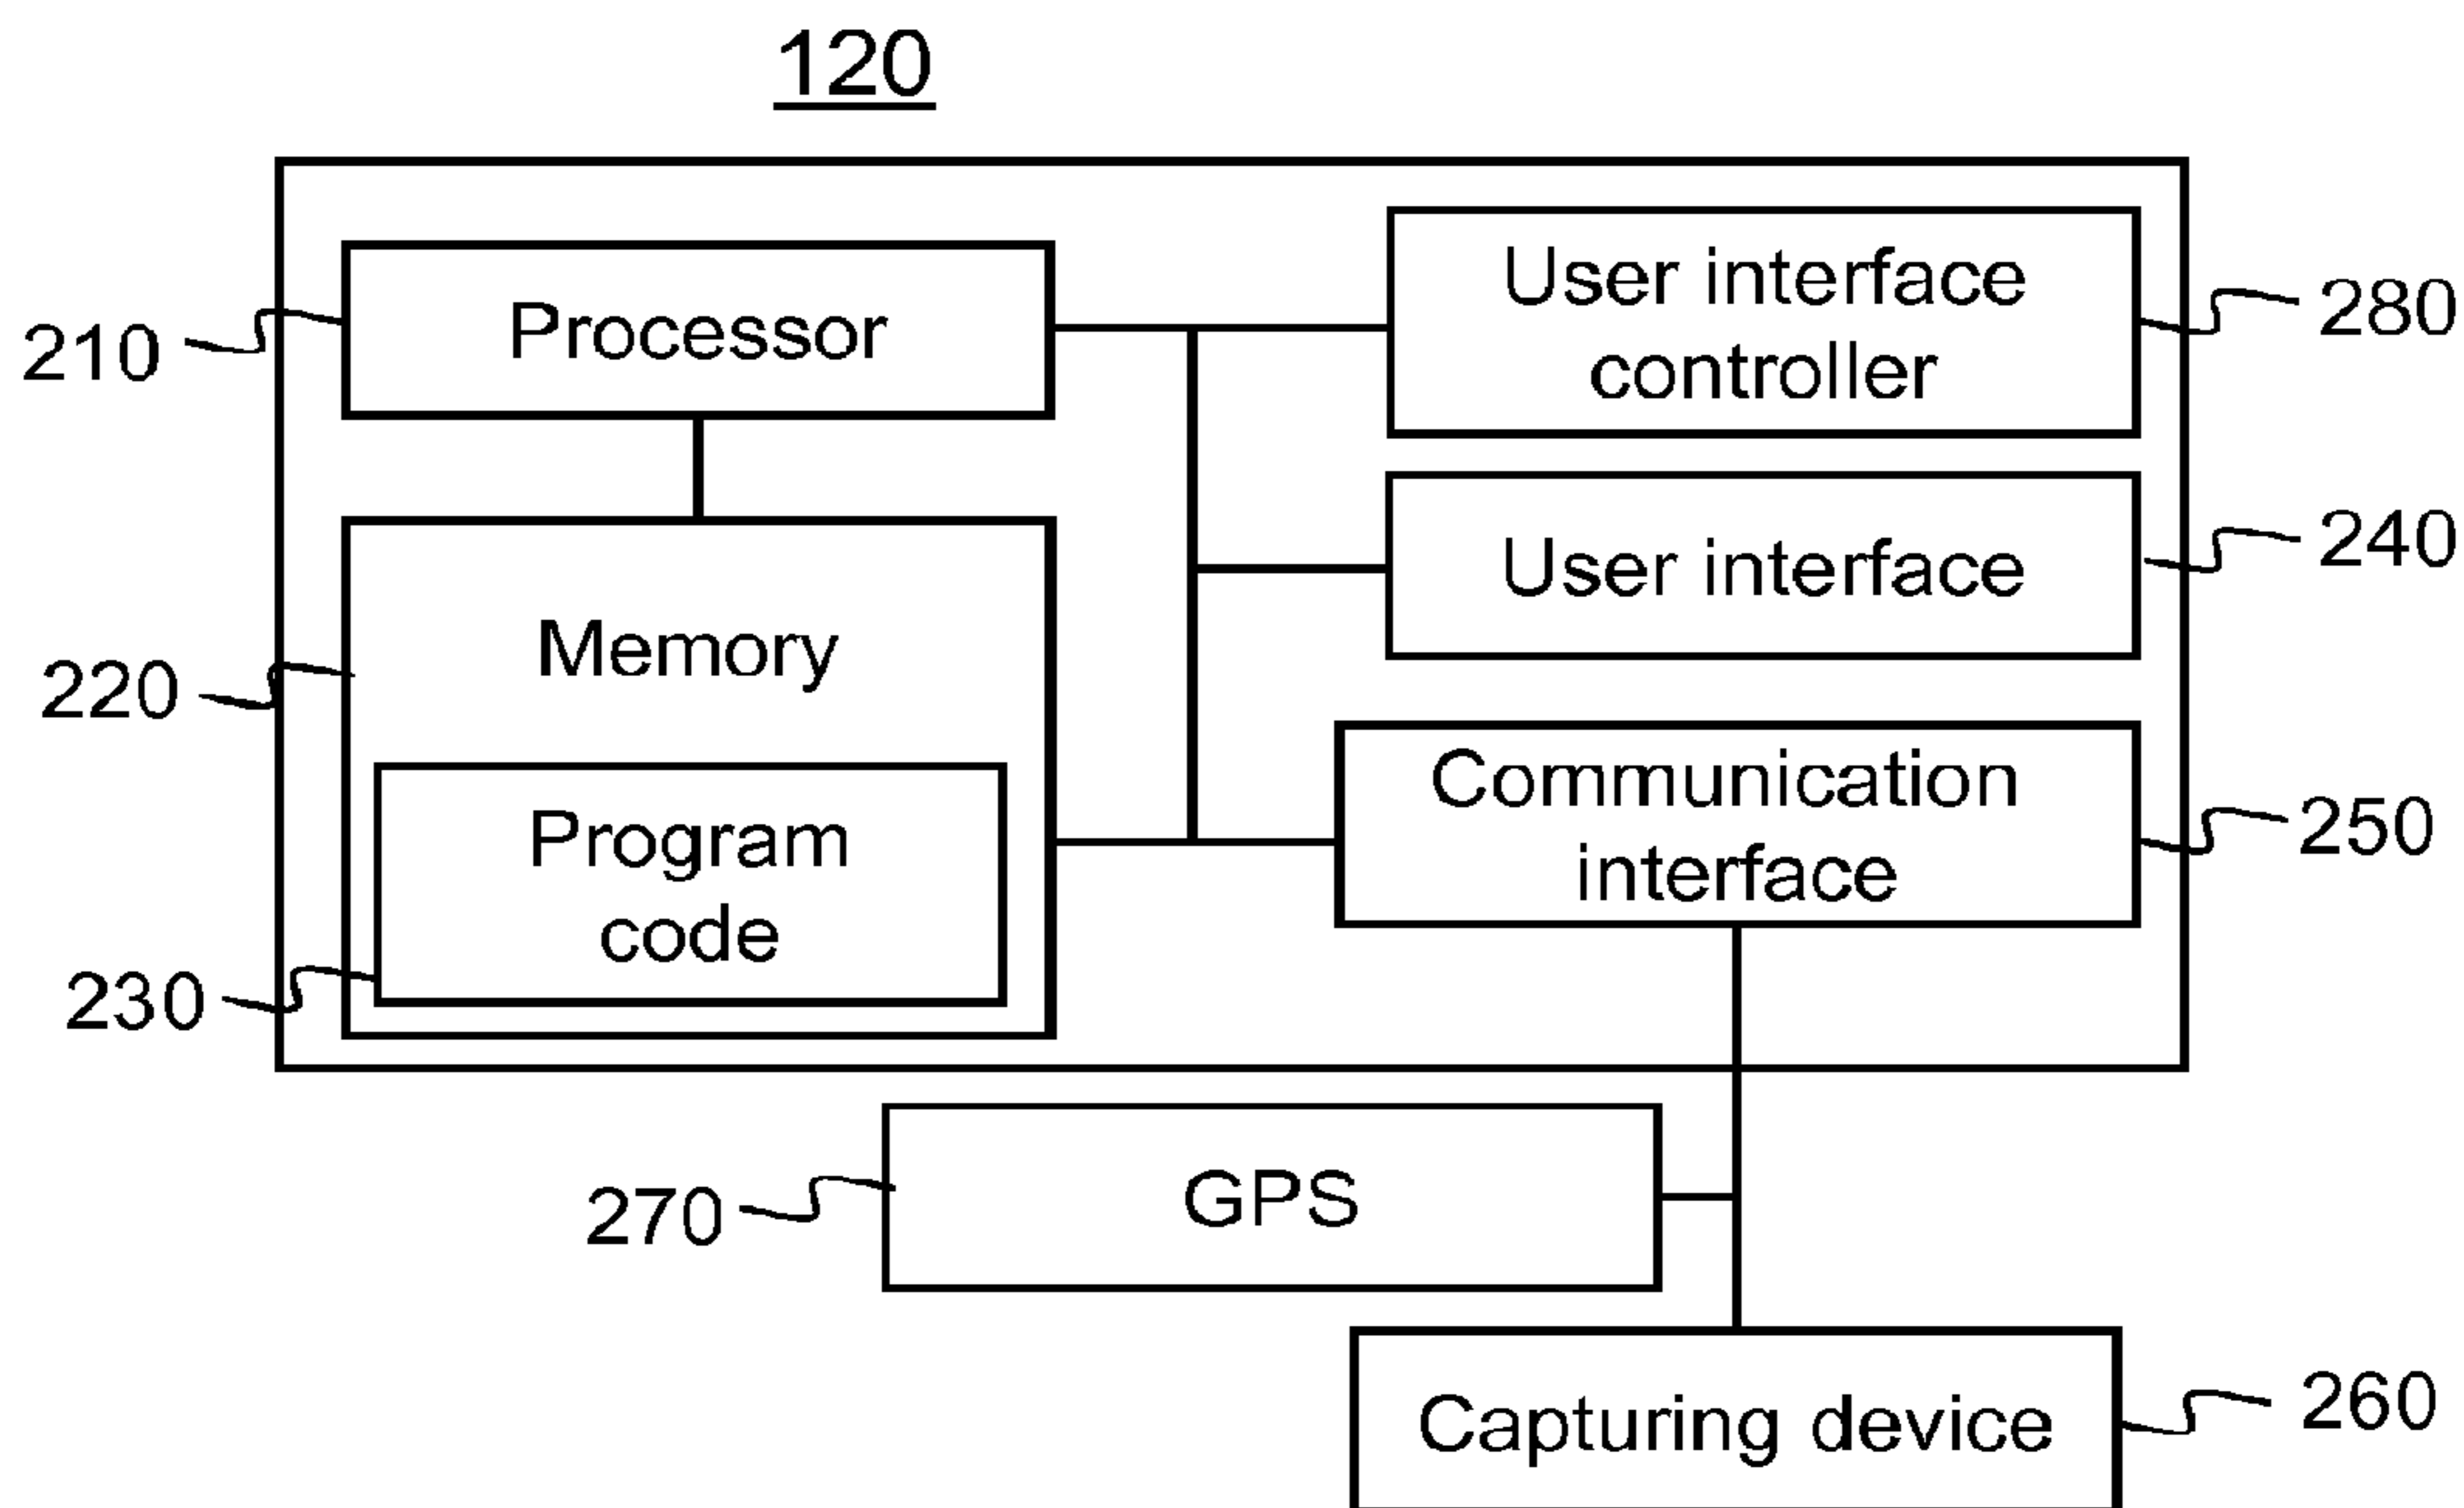 120
Processor
210
User interface
controller
280
User interface
240
Memory
220
Program
code
230
Communication
interface
250
GPS
270
Capturing device
260